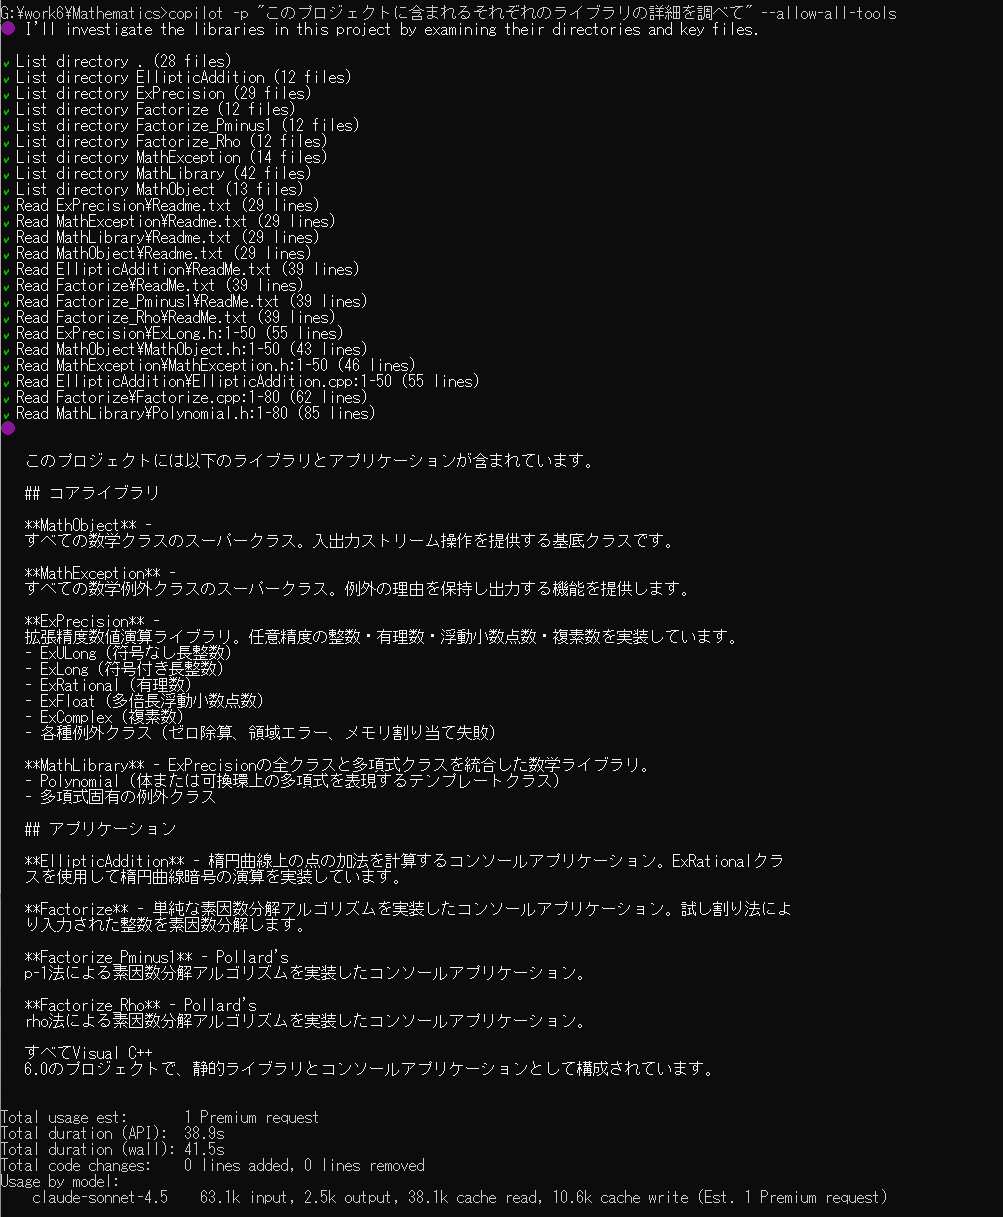 G:¥work6¥Mathematics>copilot -p "このプロジェクトに含まれるそれぞれのライブラリの詳細を調べて" --allow-all-tools
● I'll investigate the libraries in this project by examining their directories and key files.
✓ List directory . (28 files)
✓ List directory EllipticAddition (12 files)
✓ List directory ExPrecision (29 files)
✓ List directory Factorize (12 files)
✓ List directory Factorize_Pminus1 (12 files)
✓ List directory Factorize_Rho (12 files)
✓ List directory MathException (14 files)
✓ List directory MathLibrary (42 files)
✓ List directory MathObject (13 files)
✓ Read ExPrecision¥Readme.txt (29 lines)
✓ Read MathException¥Readme.txt (29 lines)
✓ Read MathLibrary¥Readme.txt (29 lines)
✓ Read MathObject¥Readme.txt (29 lines)
✓ Read EllipticAddition¥ReadMe.txt (39 lines)
✓ Read Factorize¥ReadMe.txt (39 lines)
✓ Read Factorize_Pminus1¥ReadMe.txt (39 lines)
✓ Read Factorize_Rho¥ReadMe.txt (39 lines)
✓ Read ExPrecision¥ExLong.h:1-50 (55 lines)
✓ Read MathObject¥MathObject.h:1-50 (43 lines)
✓ Read MathException¥MathException.h:1-50 (46 lines)
✓ Read EllipticAddition¥EllipticAddition.cpp:1-50 (55 lines)
✓ Read Factorize¥Factorize.cpp:1-80 (62 lines)
✓ Read MathLibrary¥Polynomial.h:1-80 (85 lines)
●
このプロジェクトには以下のライブラリとアプリケーションが含まれています。
## コアライブラリ
**MathObject** -
すべての数学クラスのスーパークラス。入出力ストリーム操作を提供する基底クラスです。
**MathException** -
すべての数学例外クラスのスーパークラス。例外の理由を保持し出力する機能を提供します。
**ExPrecision** -
拡張精度数値演算ライブラリ。任意精度の整数・有理数・浮動小数点数・複素数を実装しています。
- ExULong (符号なし長整数)
- ExLong (符号付き長整数)
- ExRational (有理数)
- ExFloat (多倍長浮動小数点数)
- ExComplex (複素数)
- 各種例外クラス (ゼロ除算、領域エラー、メモリ割り当て失敗)
**MathLibrary** - ExPrecisionの全クラスと多項式クラスを統合した数学ライブラリ。
- Polynomial (体または可換環上の多項式を表現するテンプレートクラス)
- 多項式固有の例外クラス
## アプリケーション
**EllipticAddition** - 楕円曲線上の点の加法を計算するコンソールアプリケーション。ExRationalクラ
スを使用して楕円曲線暗号の演算を実装しています。
**Factorize** - 単純な素因数分解アルゴリズムを実装したコンソールアプリケーション。試し割り法によ
り入力された整数を素因数分解します。
**Factorize_Pminus1** - Pollard's
p-1法による素因数分解アルゴリズムを実装したコンソールアプリケーション。
**Factorize_Rho** - Pollard's
rho法による素因数分解アルゴリズムを実装したコンソールアプリケーション。
すべてVisual C++
6.0のプロジェクトで、静的ライブラリとコンソールアプリケーションとして構成されています。
Total usage est: 1 Premium request
Total duration (API): 38.9s
Total duration (wall): 41.5s
Total code changes: 0 lines added, 0 lines removed
Usage by model:
claude-sonnet-4.5 63.1k input, 2.5k output, 38.1k cache read, 10.6k cache write (Est. 1 Premium request)